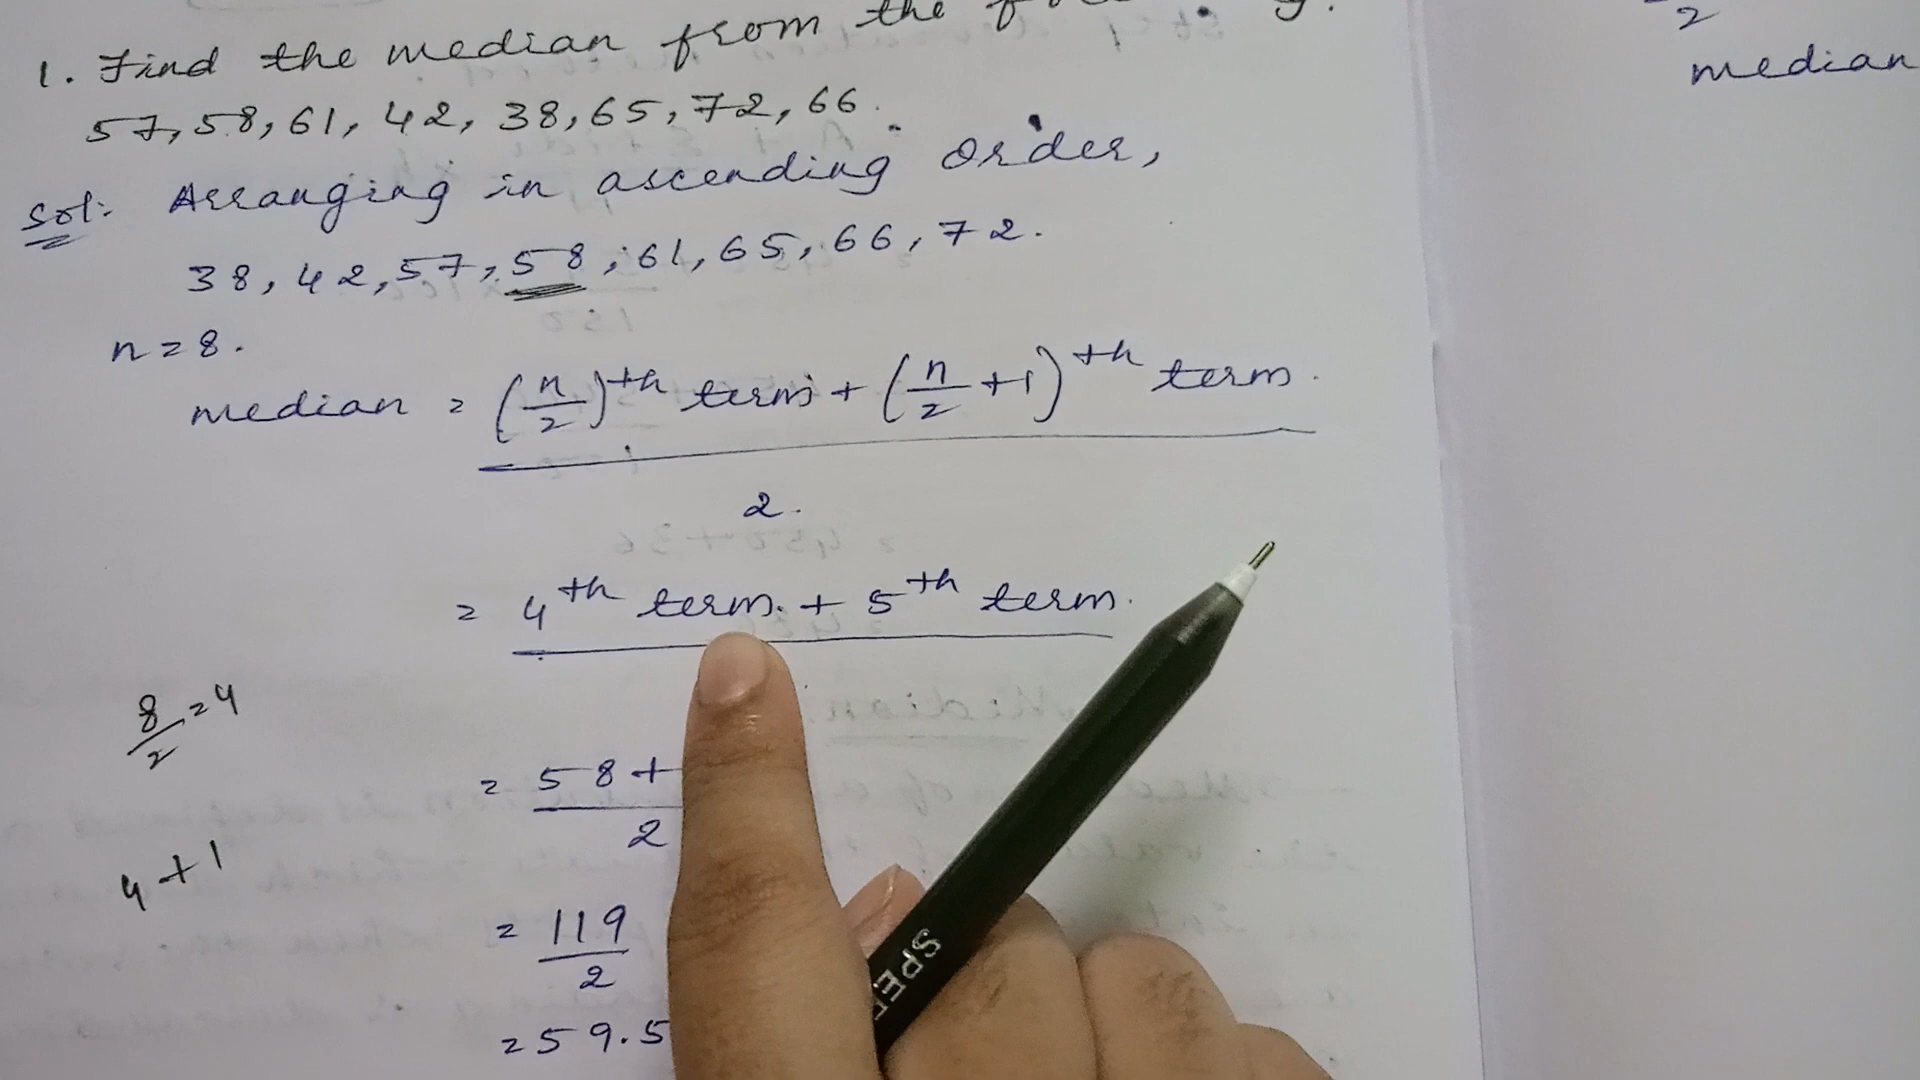 1. Find the median from the
57, 58, 61, 42, 38, 65, 72, 66.
Sol: Arranging in ascending order,
38, 42, 57, 58, 61, 65, 66, 72.
n = 8.
median = (n/2)th term + (n/2 + 1)th term.
2.
= 4th term + 5th term.
8/2 = 4
= 58 +
2
4 + 1
= 119
2
= 59.5
2
median
SPEE